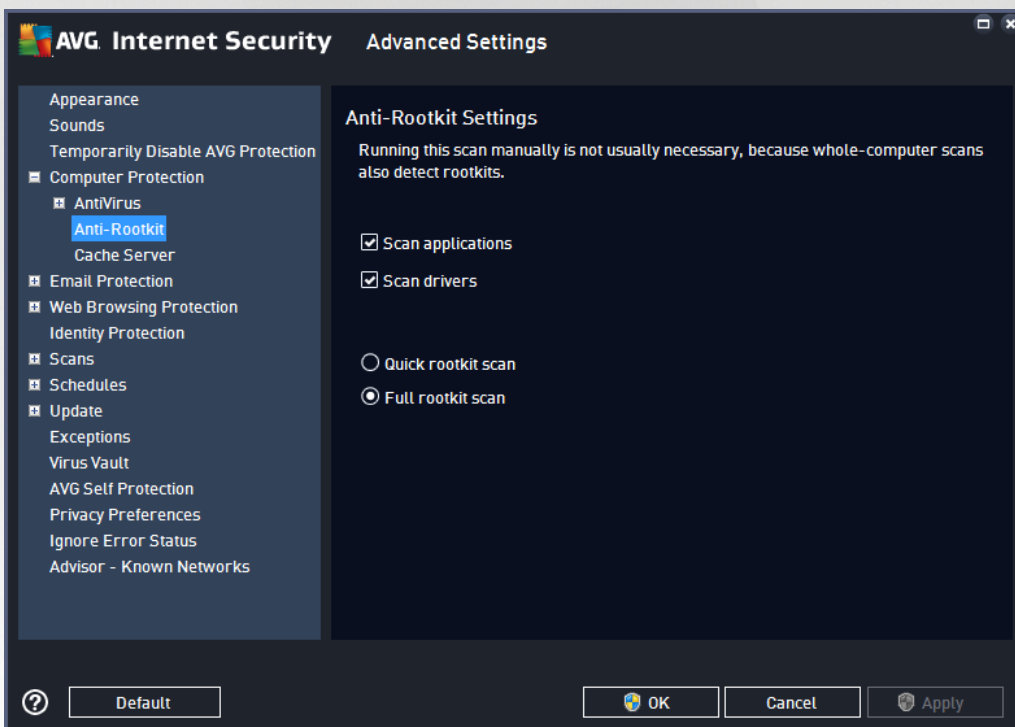 AVG. Internet Security Advanced Settings
Appearance
Sounds
Temporarily Disable AVG Protection
Computer Protection
AntiVirus
Anti-Rootkit
Cache Server
Email Protection
Web Browsing Protection
Identity Protection
Scans
Schedules
Update
Exceptions
Virus Vault
AVG Self Protection
Privacy Preferences
Ignore Error Status
Advisor - Known Networks
Anti-Rootkit Settings
Running this scan manually is not usually necessary, because whole-computer scans
also detect rootkits.
Scan applications
Scan drivers
Quick rootkit scan
Full rootkit scan
?
Default
OK
Cancel
Apply